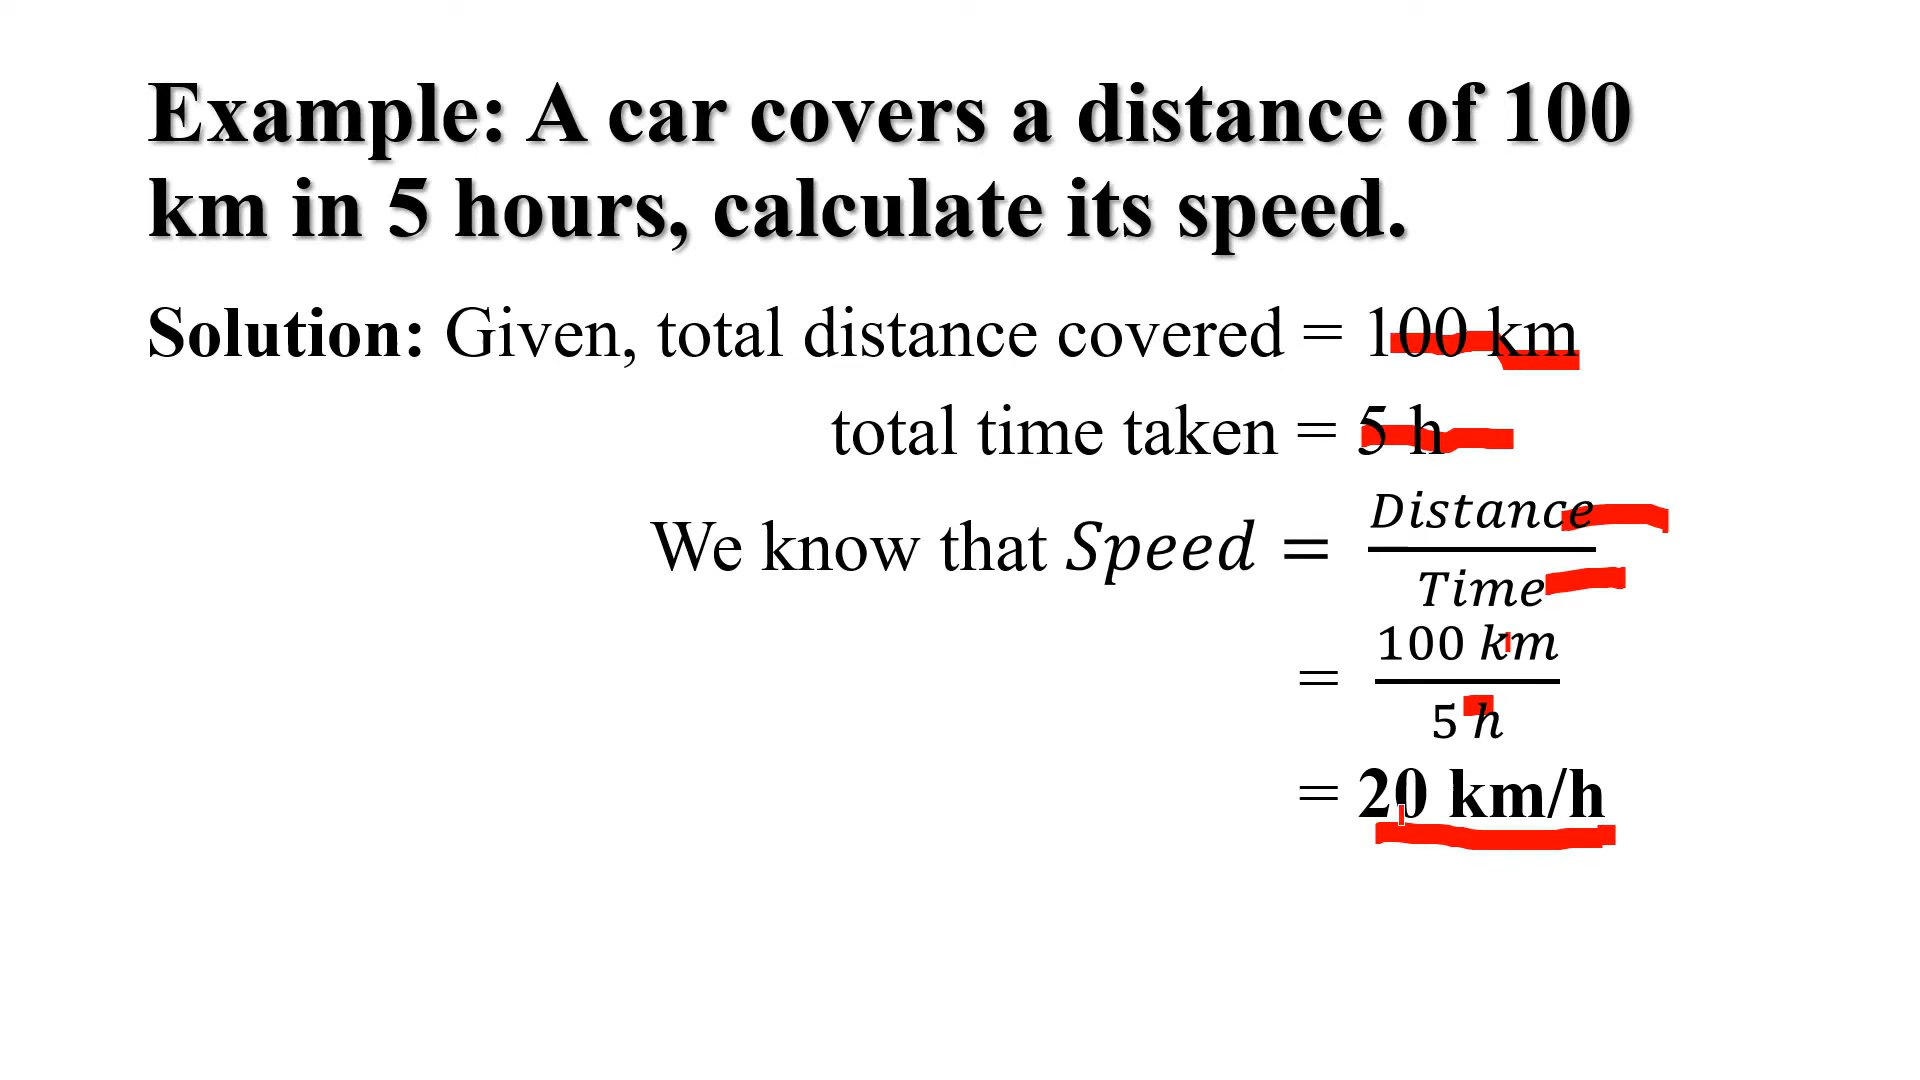 Example: A car covers a distance of 100
km in 5 hours, calculate its speed.
Solution: Given, total distance covered = 100 km
total time taken = 5 h
We know that Speed = Distance / Time
= 100 km / 5 h
= 20 km/h